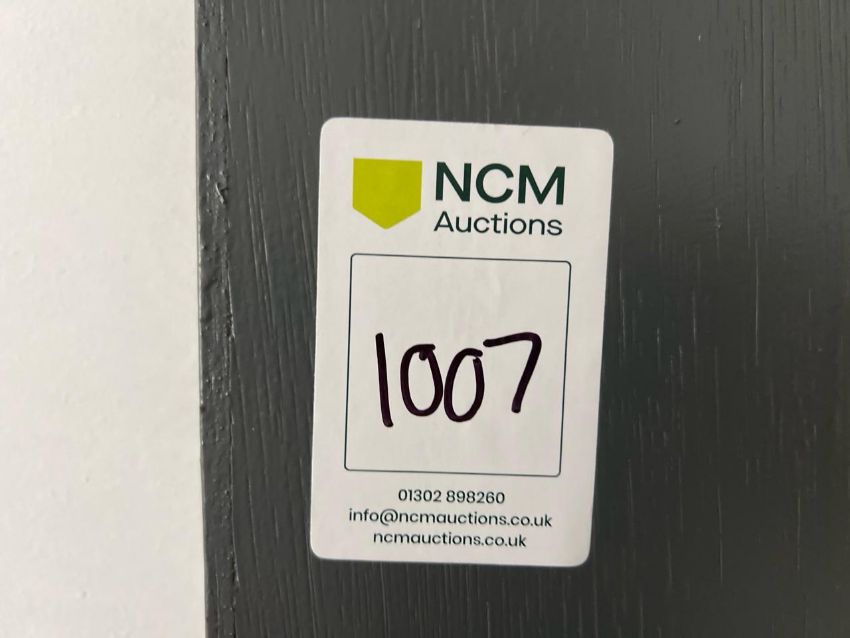 NCM
Auctions
1007
01302 898260
info@ncmauctions.co.uk
ncmauctions.co.uk